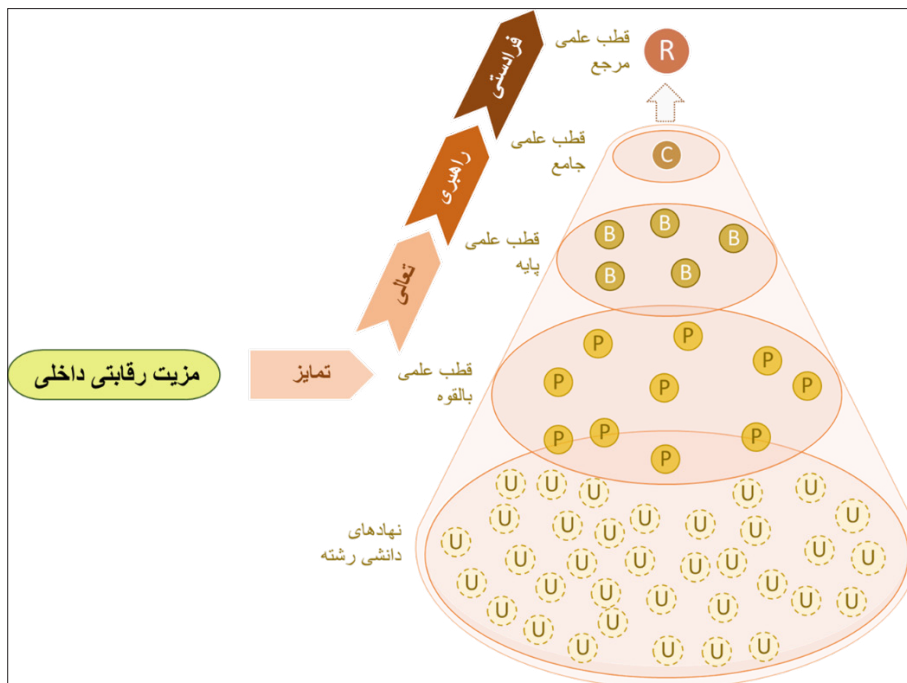 قطب علمی
مرجع
R
فرادستی
قطب علمی
جامع
C
راهبری
قطب علمی
پایه
B B B
B B
تعالی
مزیت رقابتی داخلی
تمایز
قطب علمی
بالقوه
P P P P
P P
P P P P
نهادهای
دانشی رشته
U U U U U
U U U U U U U U
U U U U U U U U
U U U U U U U U
U U U U U U U